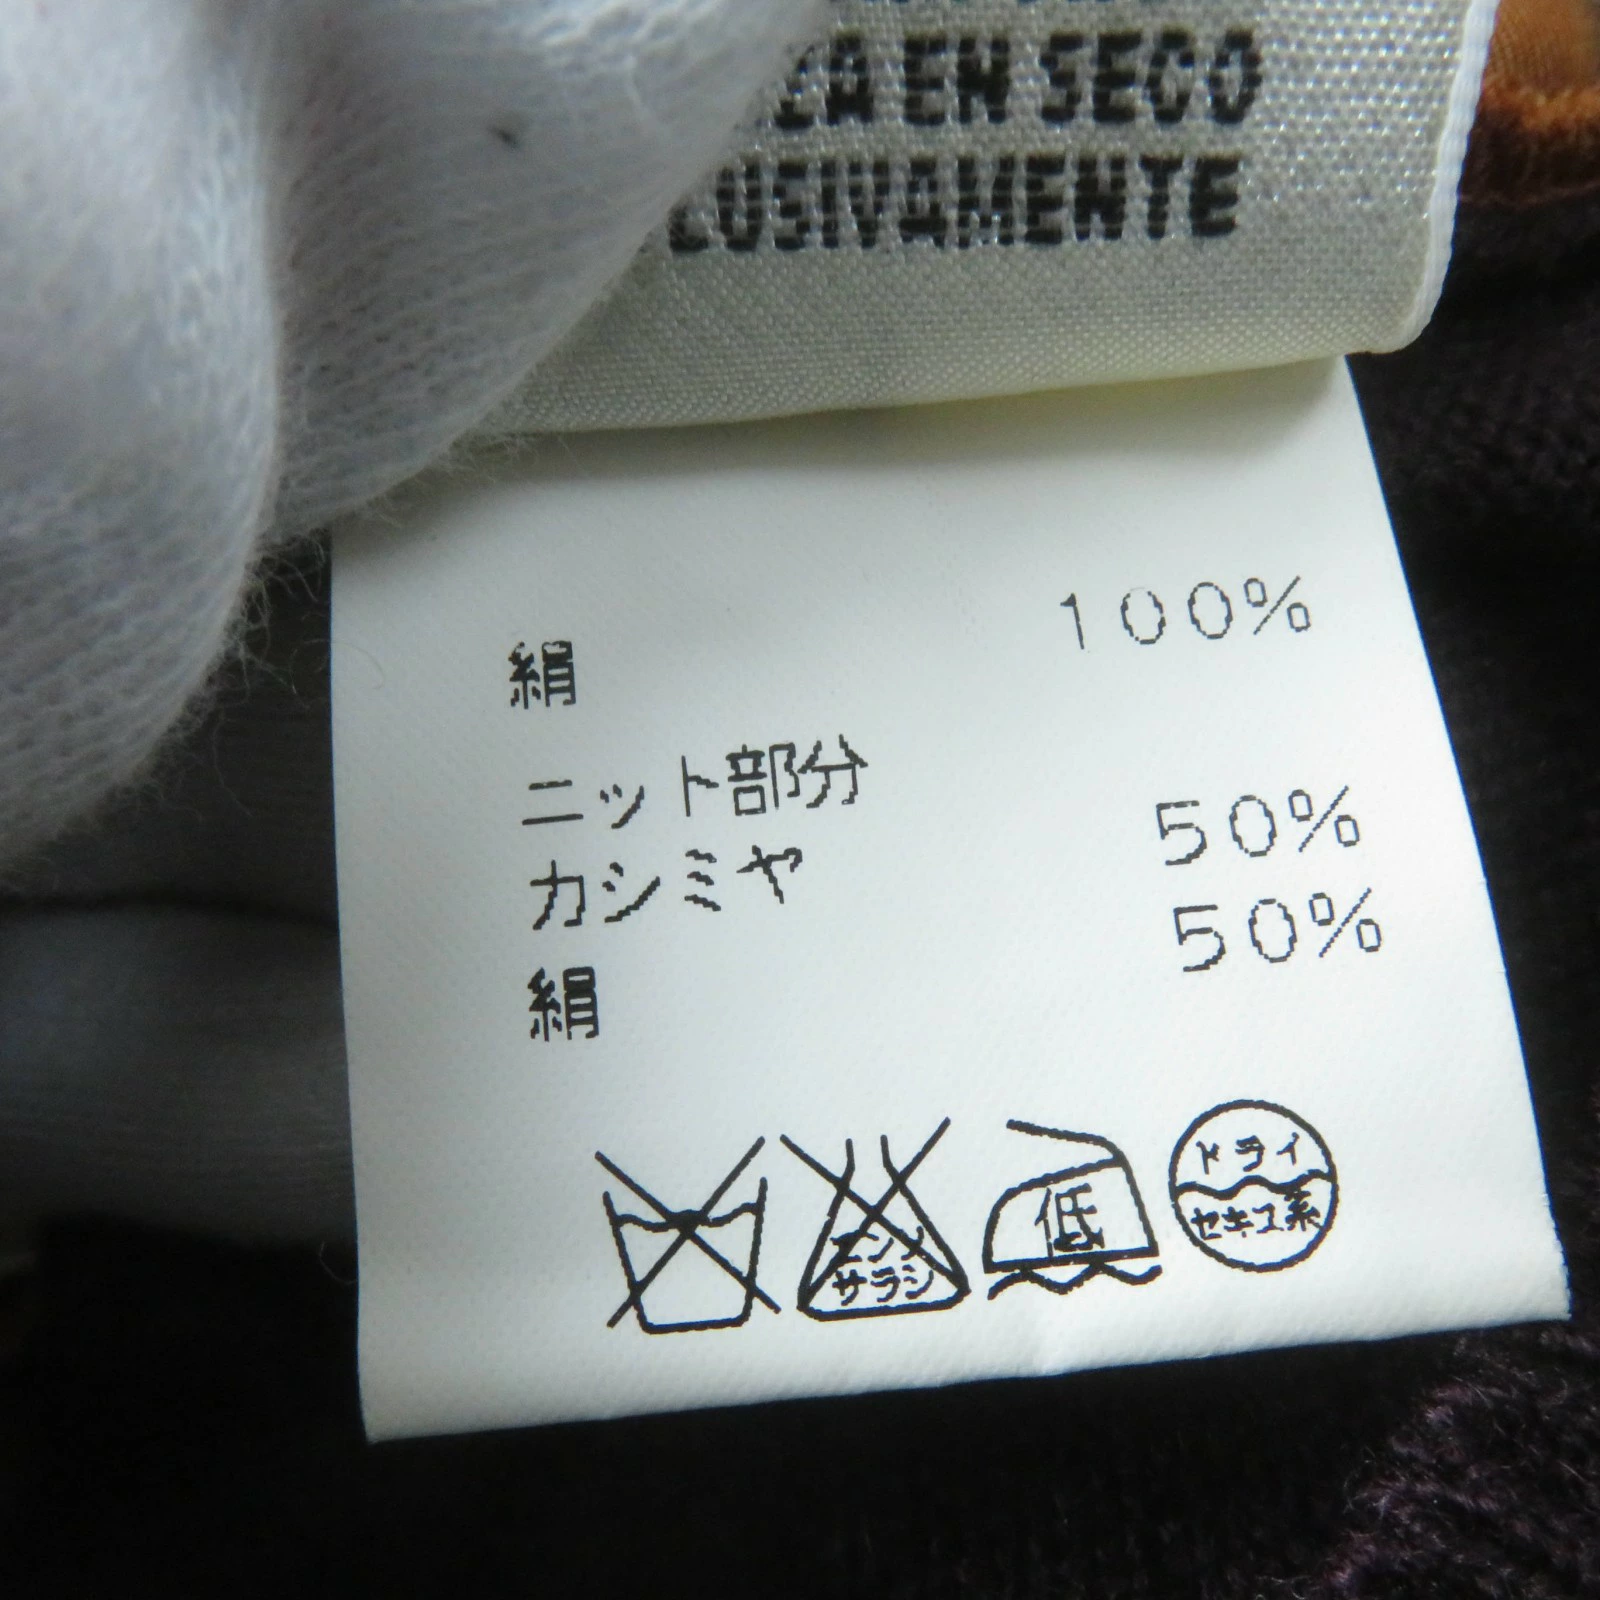 EN SECO
絹 100%
ニット部分
カシミヤ 50%
絹 50%
エンソ
サラシ
低
ドライ
セキユ系